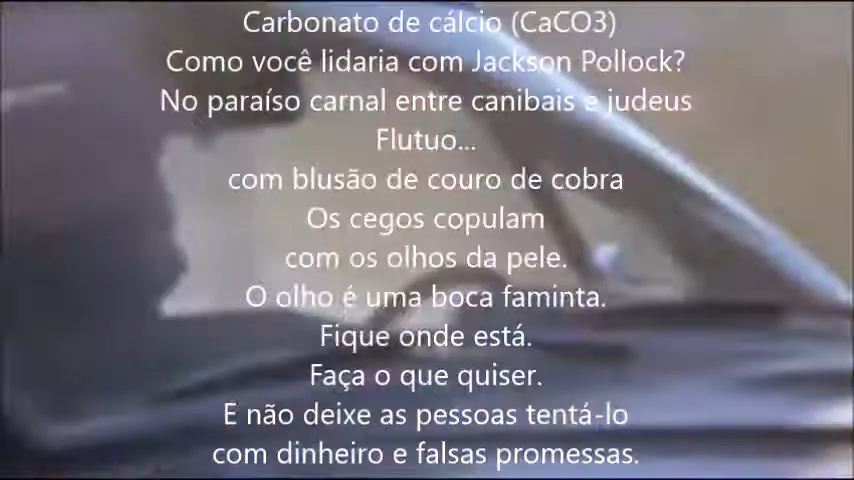 Carbonato de cálcio (CaCO3)
Como você lidaria com Jackson Pollock?
No paraíso carnal entre canibais e judeus
Flutuo...
com blusão de couro de cobra
Os cegos copulam
com os olhos da pele.
O olho é uma boca faminta.
Fique onde está.
Faça o que quiser.
E não deixe as pessoas tentá-lo
com dinheiro e falsas promessas.